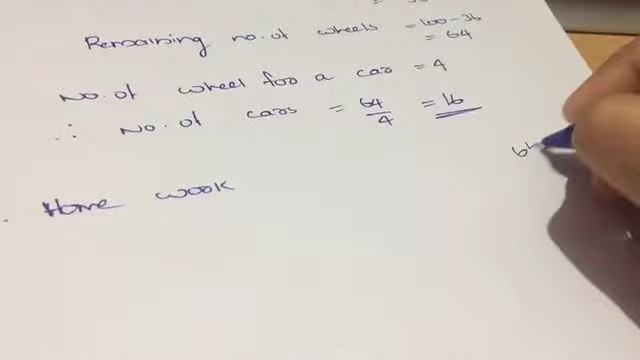 Remaining no. of wheels = 100 - 36
= 64
No. of wheel for a car = 4
∴ No. of cars = 64/4 = 16
Home wook